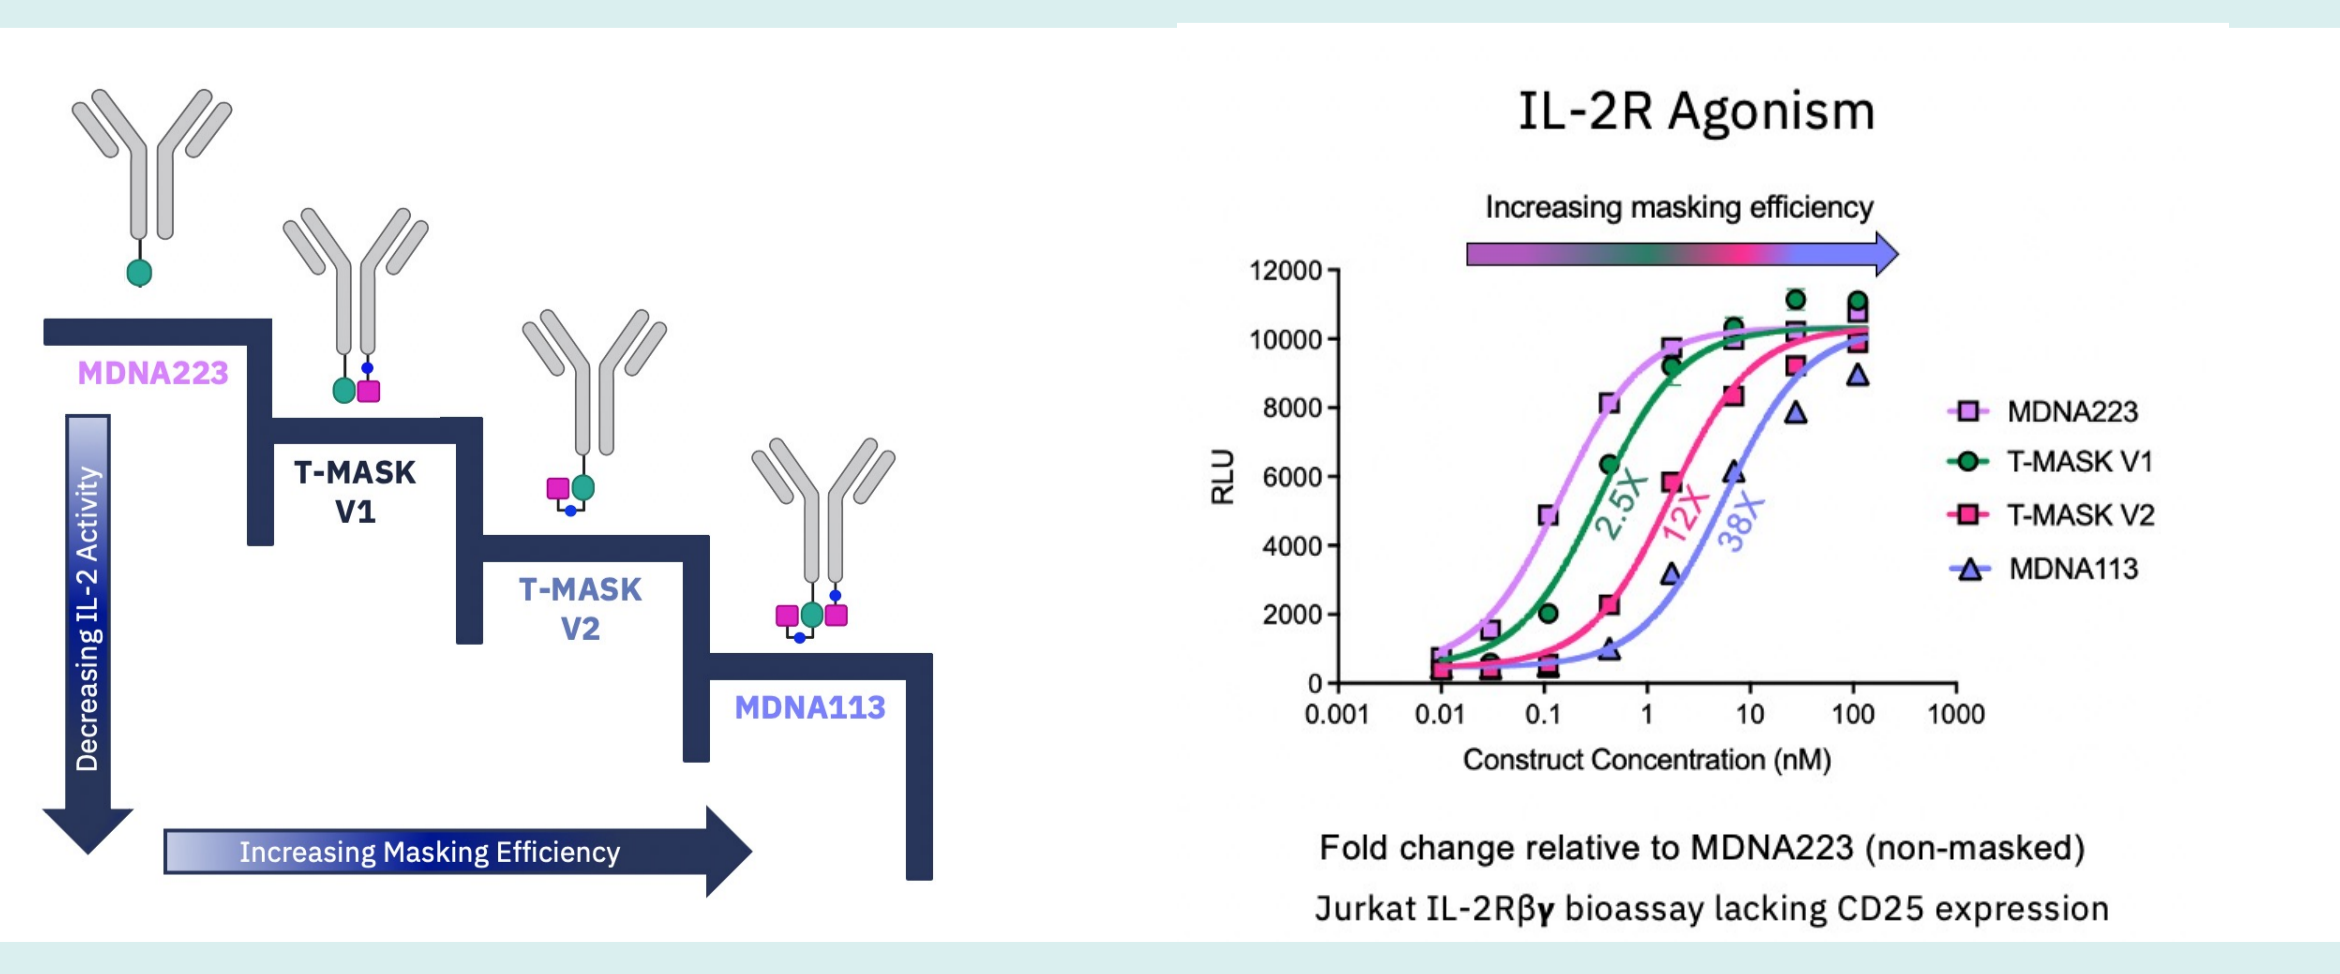 MDNA223
T-MASK
V1
T-MASK
V2
MDNA113
Decreasing IL-2 Activity
Increasing Masking Efficiency
IL-2R Agonism
Increasing masking efficiency
12000
10000
8000
6000
4000
2000
0
RLU
2.5X
12X
38X
0.001
0.01
0.1
1
10
100
1000
Construct Concentration (nM)
MDNA223
T-MASK V1
T-MASK V2
MDNA113
Fold change relative to MDNA223 (non-masked)
Jurkat IL-2Rβγ bioassay lacking CD25 expression